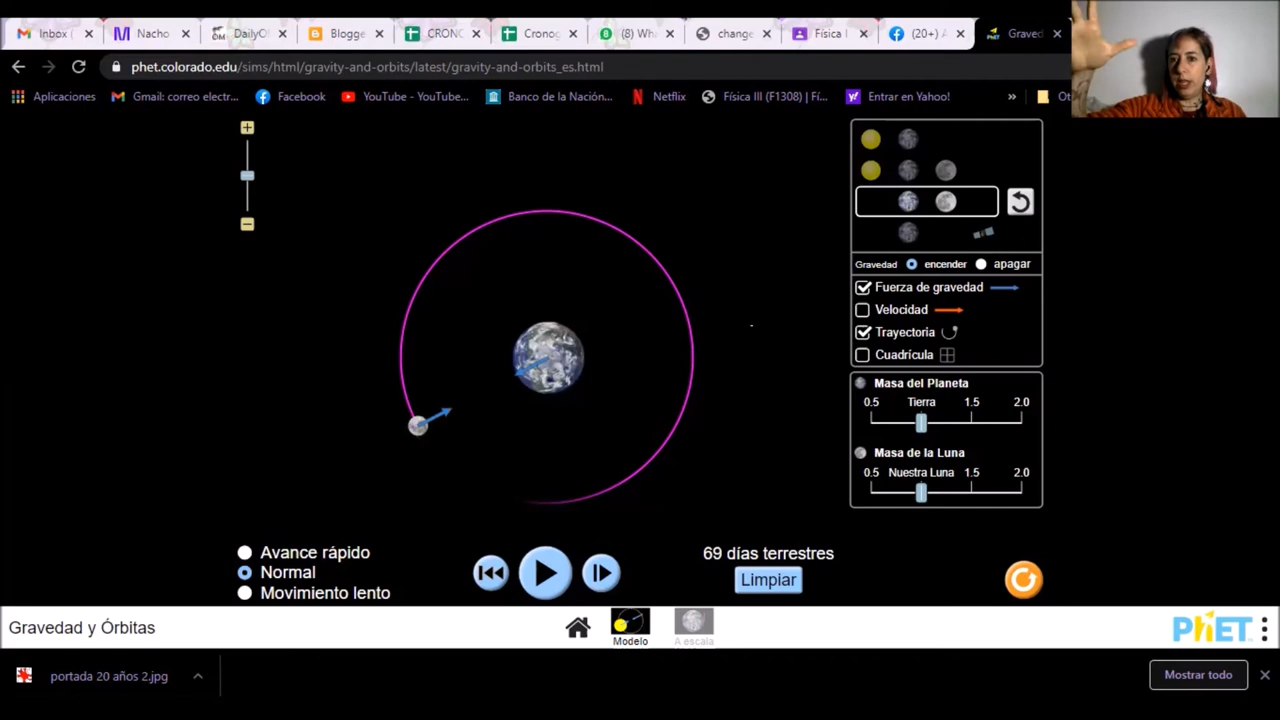 Inbox (
Nacho
DailyO
Blogge
CRONC
Cronog
(8) Wh
change
Física I
(20+) A
Graved
phet.colorado.edu/sims/html/gravity-and-orbits/latest/gravity-and-orbits_es.html
Aplicaciones
Gmail: correo electr...
Facebook
YouTube - YouTube...
Banco de la Nación...
Netflix
Física III (F1308) | Fí...
Entrar en Yahoo!
»
Ot
Gravedad encender apagar
Fuerza de gravedad
Velocidad
Trayectoria
Cuadrícula
Masa del Planeta
0.5 Tierra 1.5 2.0
Masa de la Luna
0.5 Nuestra Luna 1.5 2.0
Avance rápido
Normal
Movimiento lento
69 días terrestres
Limpiar
Gravedad y Órbitas
Modelo
A escala
PhET
portada 20 años 2.jpg
Mostrar todo